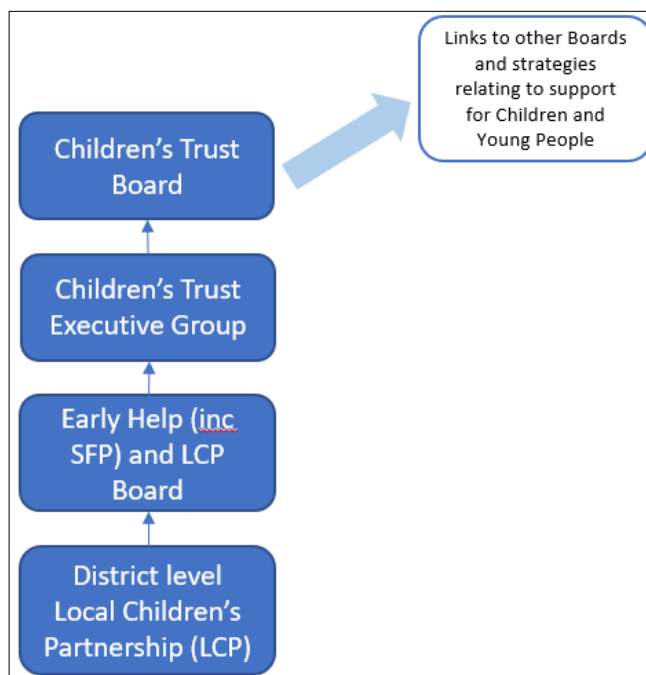 Links to other Boards
and strategies
relating to support
for Children and
Young People
Children’s Trust
Board
Children’s Trust
Executive Group
Early Help (inc
SFP) and LCP
Board
District level
Local Children’s
Partnership (LCP)